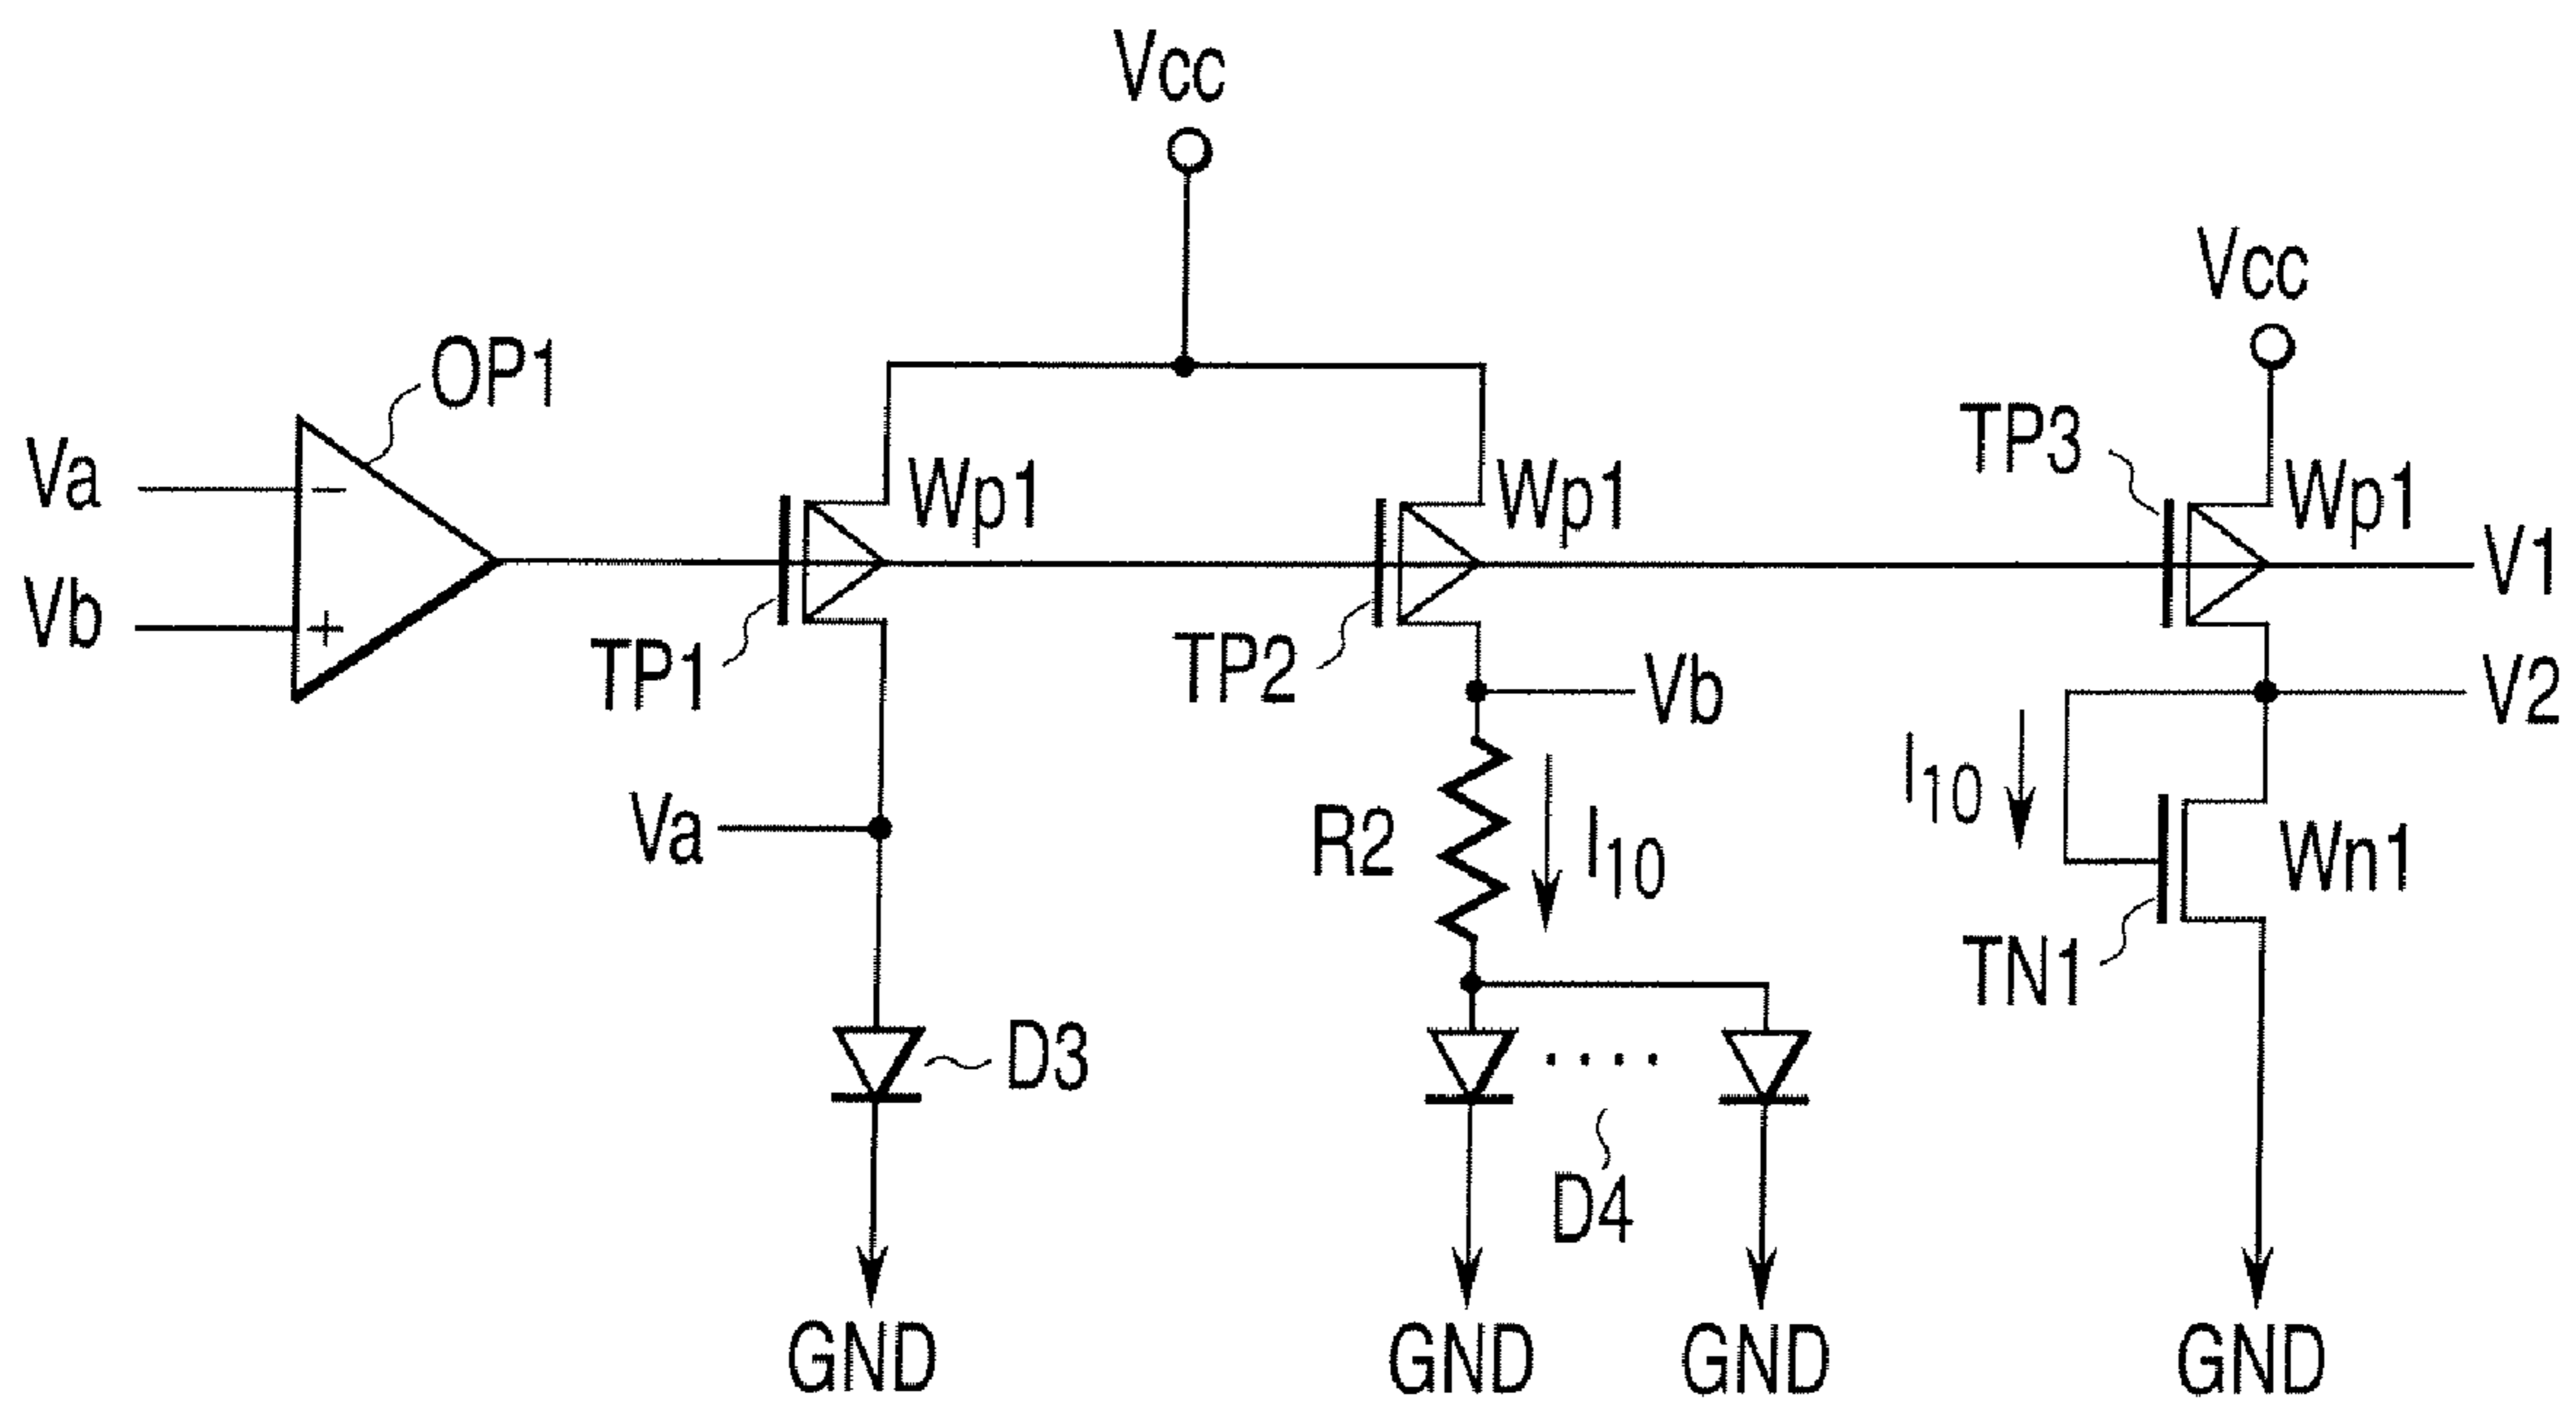 Vcc
Vcc
OP1
TP3
Va
−
Wp1
Wp1
Wp1
V1
Vb
+
TP1
TP2
Vb
V2
Va
R2
I10
I10
Wn1
TN1
D3
D4
GND
GND
GND
GND